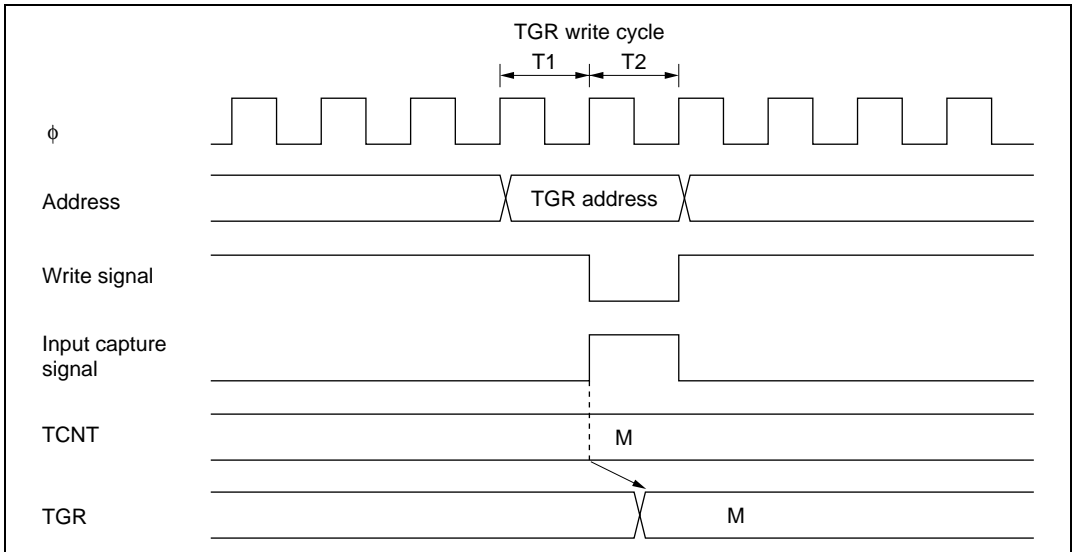 TGR write cycle
T1 T2
ϕ
Address
TGR address
Write signal
Input capture
signal
TCNT
M
TGR
M